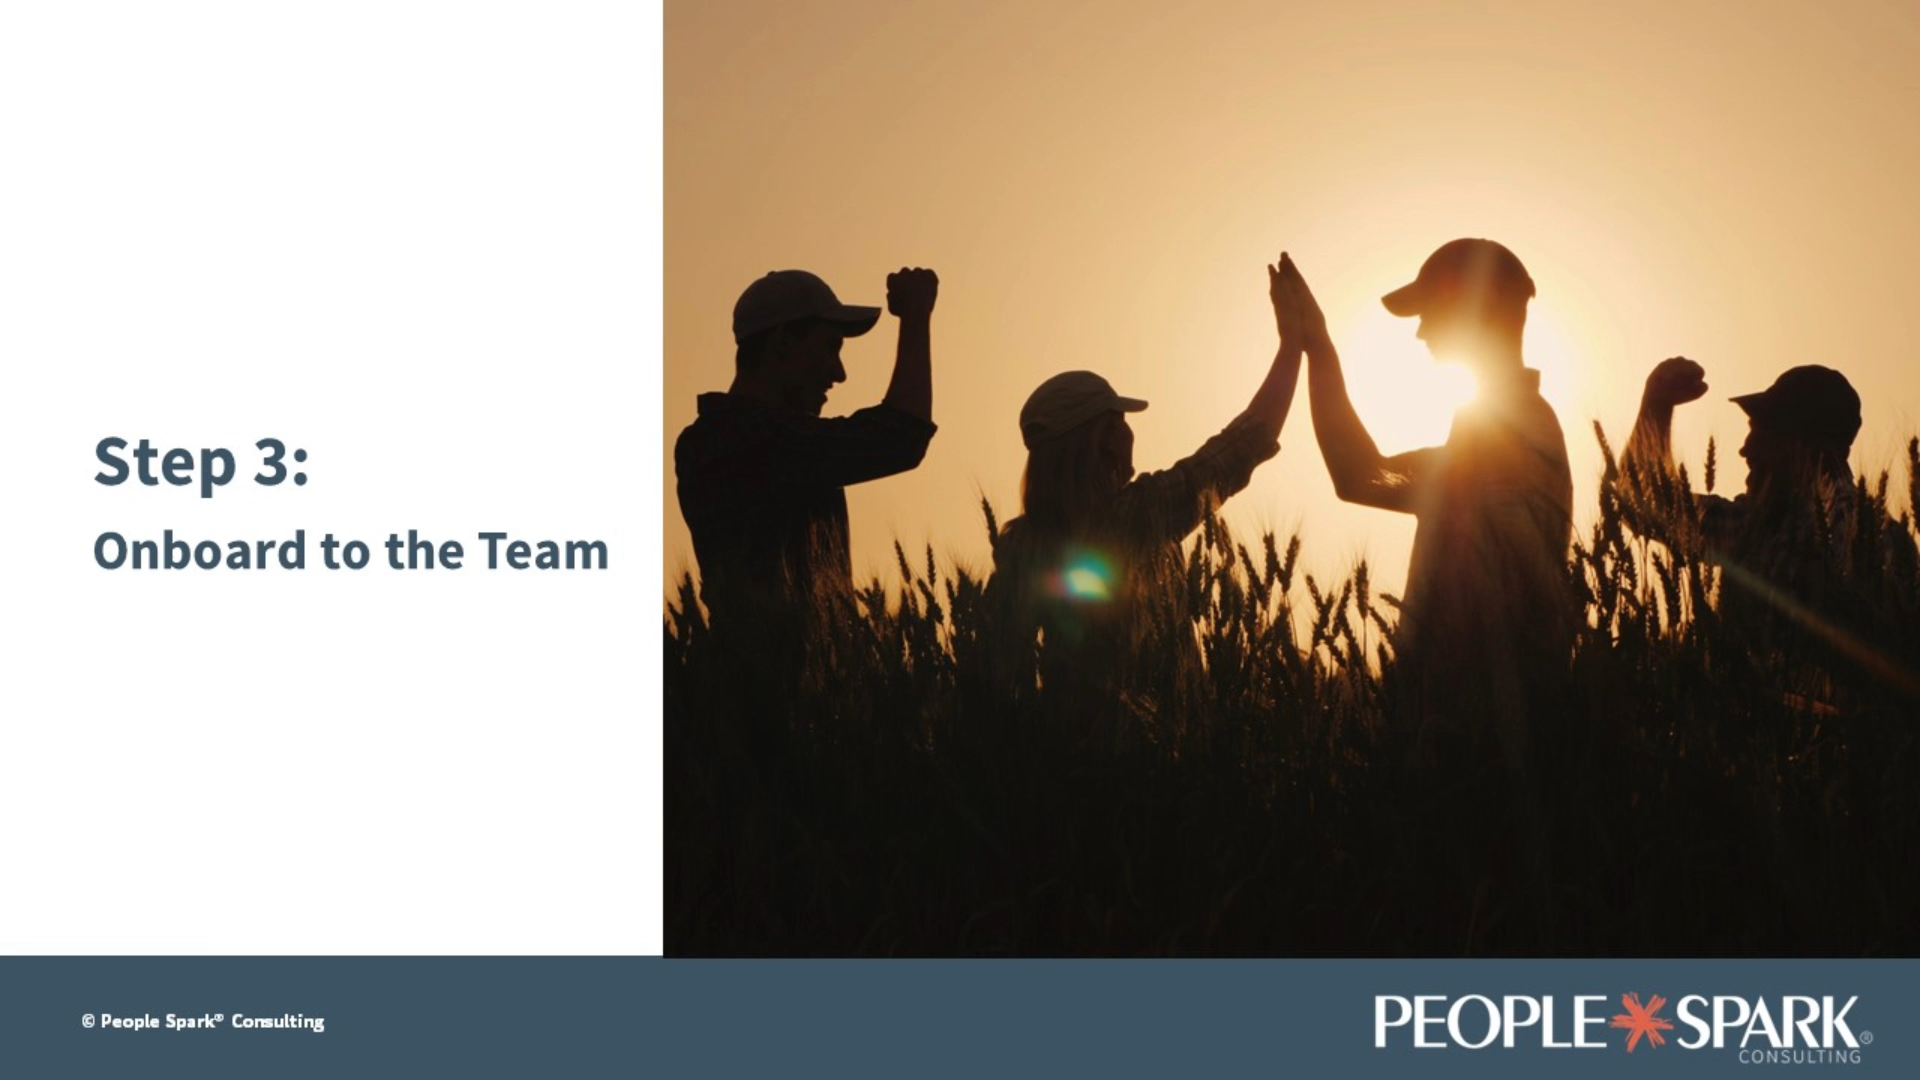 Step 3:
Onboard to the Team
© People Spark® Consulting
PEOPLE SPARK®
CONSULTING